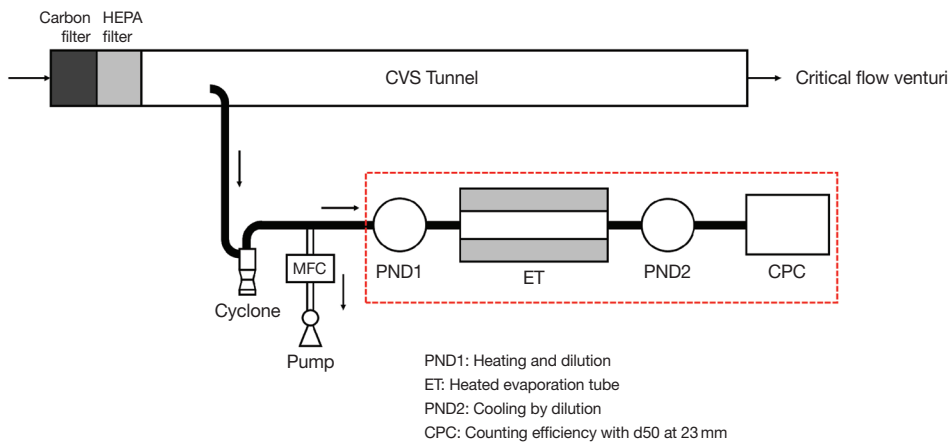 Carbon filter
HEPA filter
CVS Tunnel
Critical flow venturi
PND1
ET
PND2
CPC
MFC
Cyclone
Pump
PND1: Heating and dilution
ET: Heated evaporation tube
PND2: Cooling by dilution
CPC: Counting efficiency with d50 at 23 mm